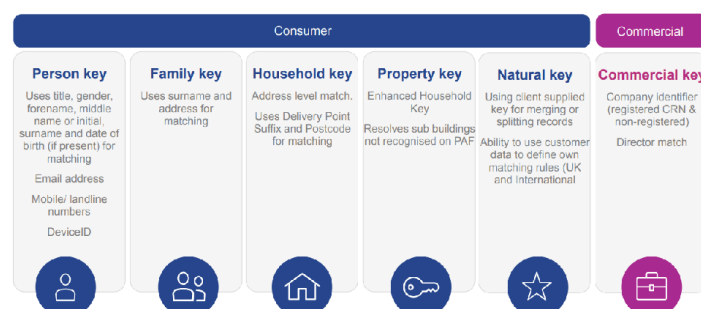 Consumer
Commercial
Person key
Uses title, gender,
forename, middle
name or initial,
surname and date of
birth (if present) for
matching
Email address
Mobile/ landline
numbers
DeviceID
Family key
Uses surname and
address for
matching
Household key
Address level match.
Uses Delivery Point
Suffix and Postcode
for matching
Property key
Enhanced Household
Key
Resolves sub buildings
not recognised on PAF
Natural key
Using client supplied
key for merging or
splitting records
Ability to use customer
data to define own
matching rules (UK
and International
Commercial key
Company identifier
(registered CRN &
non-registered)
Director match